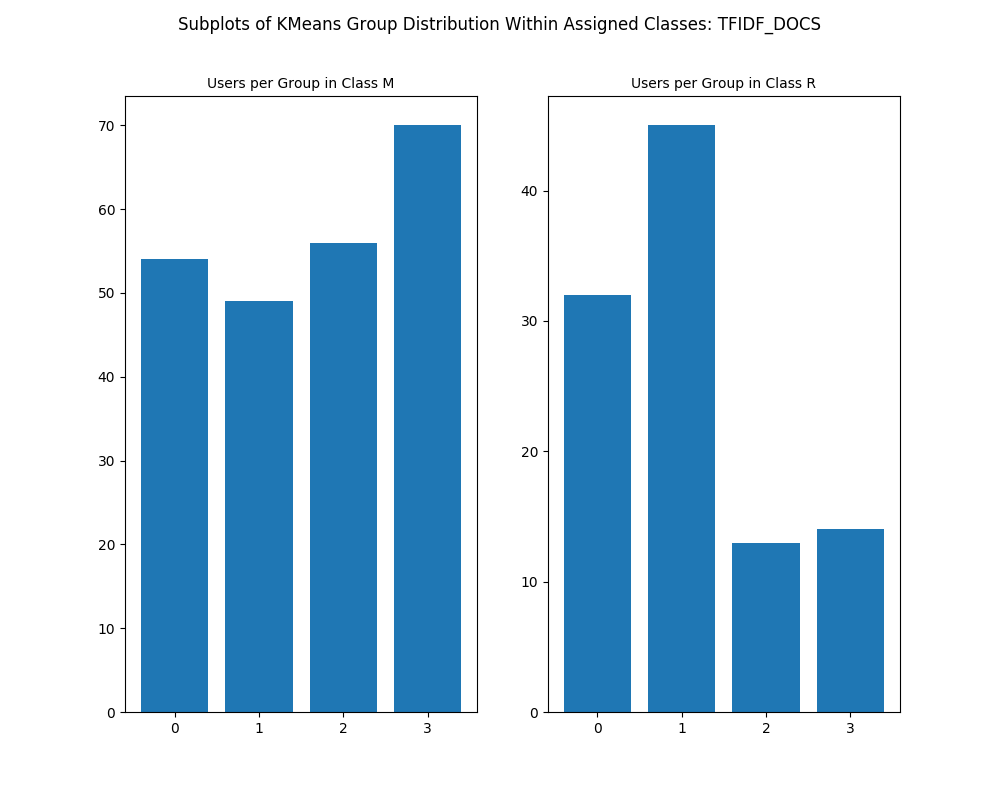 Subplots of KMeans Group Distribution Within Assigned Classes: TFIDF_DOCS
Users per Group in Class M
70
60
50
40
30
20
10
0
0 1 2 3
Users per Group in Class R
40
30
20
10
0
0 1 2 3